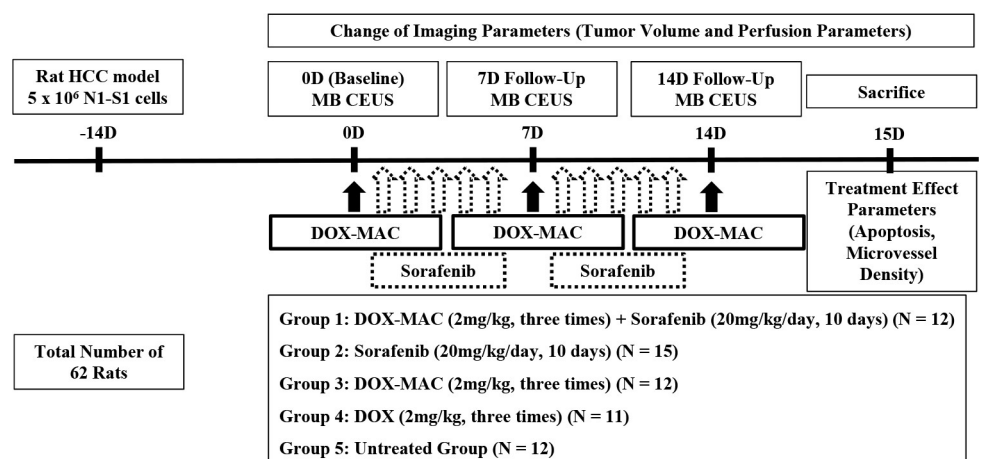 Change of Imaging Parameters (Tumor Volume and Perfusion Parameters)
Rat HCC model
5 x 10⁶ N1-S1 cells
0D (Baseline)
MB CEUS
7D Follow-Up
MB CEUS
14D Follow-Up
MB CEUS
Sacrifice
-14D
0D
7D
14D
15D
DOX-MAC
DOX-MAC
DOX-MAC
Sorafenib
Sorafenib
Treatment Effect
Parameters
(Apoptosis,
Microvessel
Density)
Total Number of
62 Rats
Group 1: DOX-MAC (2mg/kg, three times) + Sorafenib (20mg/kg/day, 10 days) (N = 12)
Group 2: Sorafenib (20mg/kg/day, 10 days) (N = 15)
Group 3: DOX-MAC (2mg/kg, three times) (N = 12)
Group 4: DOX (2mg/kg, three times) (N = 11)
Group 5: Untreated Group (N = 12)